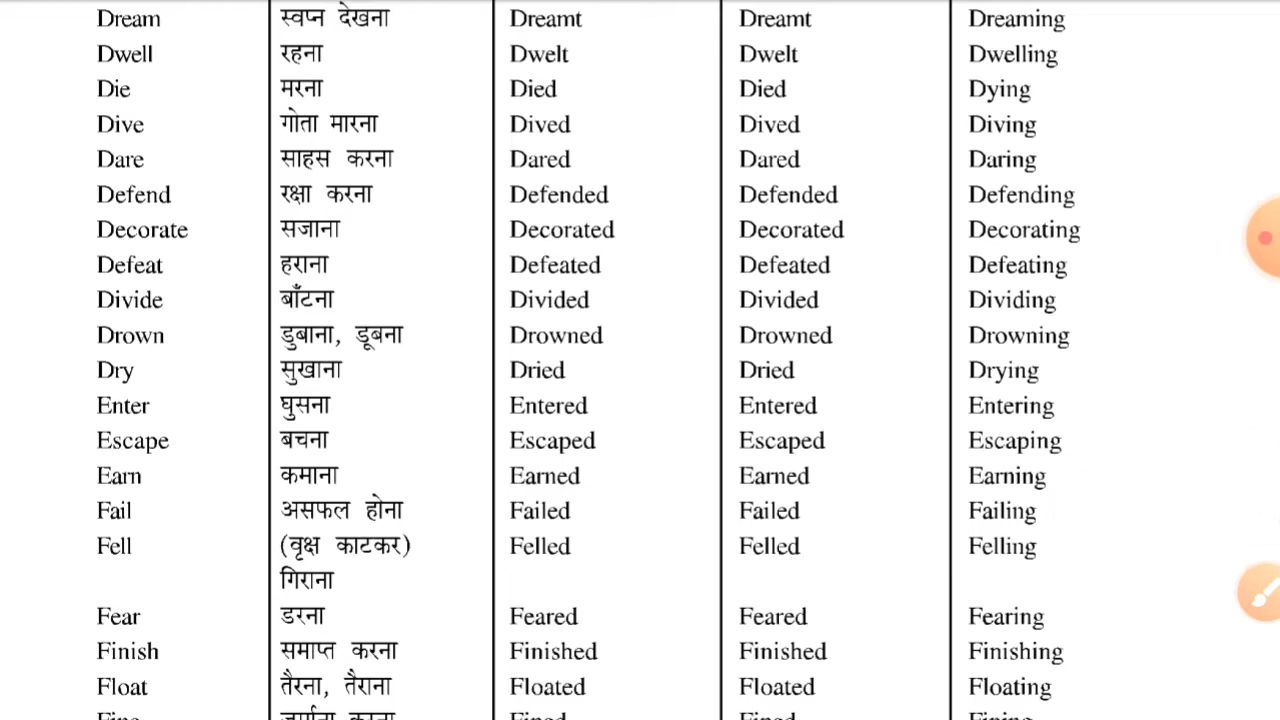 Dream स्वप्न देखना Dreamt Dreamt Dreaming
Dwell रहना Dwelt Dwelt Dwelling
Die मरना Died Died Dying
Dive गोता मारना Dived Dived Diving
Dare साहस करना Dared Dared Daring
Defend रक्षा करना Defended Defended Defending
Decorate सजाना Decorated Decorated Decorating
Defeat हराना Defeated Defeated Defeating
Divide बाँटना Divided Divided Dividing
Drown डुबाना, डूबना Drowned Drowned Drowning
Dry सुखाना Dried Dried Drying
Enter घुसना Entered Entered Entering
Escape बचना Escaped Escaped Escaping
Earn कमाना Earned Earned Earning
Fail असफल होना Failed Failed Failing
Fell (वृक्ष काटकर) Felled Felled Felling
गिराना
Fear डरना Feared Feared Fearing
Finish समाप्त करना Finished Finished Finishing
Float तैरना, तैराना Floated Floated Floating
Fine जुर्माना करना Fined Fined Fining